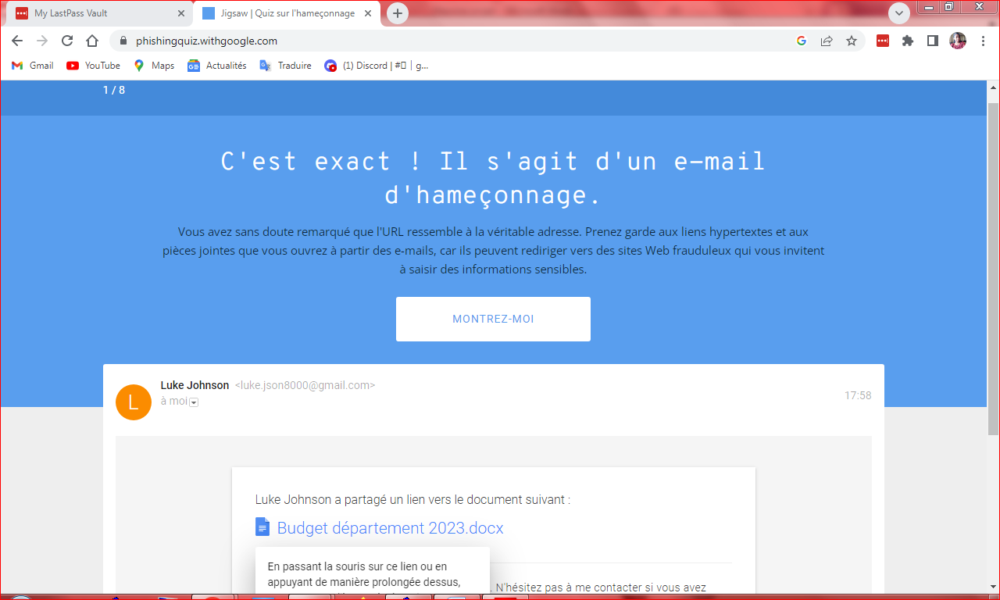 My LastPass Vault
Jigsaw | Quiz sur l'hameçonnage
phishingquiz.withgoogle.com
Gmail
YouTube
Maps
Actualités
Traduire
(1) Discord | #▯ | g...
1 / 8
C'est exact ! Il s'agit d'un e-mail
d'hameçonnage.
Vous avez sans doute remarqué que l'URL ressemble à la véritable adresse. Prenez garde aux liens hypertextes et aux
pièces jointes que vous ouvrez à partir des e-mails, car ils peuvent rediriger vers des sites Web frauduleux qui vous invitent
à saisir des informations sensibles.
MONTREZ-MOI
L
Luke Johnson <luke.json8000@gmail.com>
à moi
17:58
Luke Johnson a partagé un lien vers le document suivant :
Budget département 2023.docx
En passant la souris sur ce lien ou en
appuyant de manière prolongée dessus,
. N'hésitez pas à me contacter si vous avez